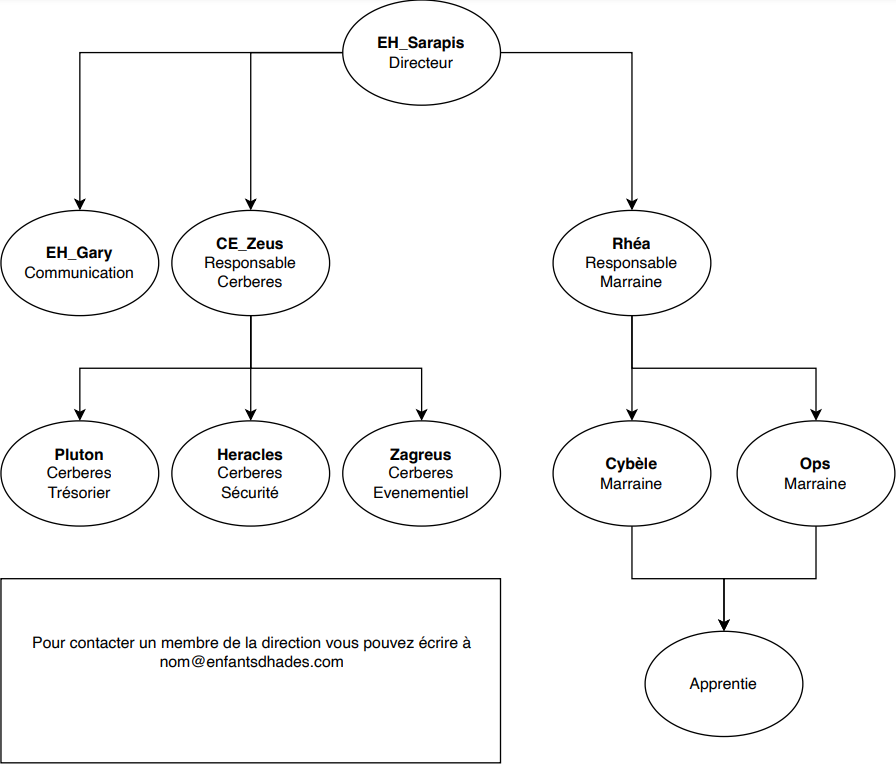 EH_Sarapis
Directeur
EH_Gary
Communication
CE_Zeus
Responsable
Cerberes
Rhéa
Responsable
Marraine
Pluton
Cerberes
Trésorier
Heracles
Cerberes
Sécurité
Zagreus
Cerberes
Evenementiel
Cybèle
Marraine
Ops
Marraine
Pour contacter un membre de la direction vous pouvez écrire à
nom@enfantsdhades.com
Apprentie